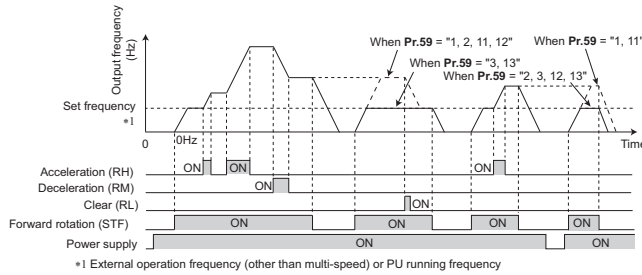 Output frequency
(Hz)
When Pr.59 = "1, 2, 11, 12"
When Pr.59 = "1, 11"
When Pr.59 = "3, 13"
When Pr.59 = "2, 3, 12, 13"
Set frequency
*1
0
0Hz
Time
Acceleration (RH)
ON
ON
ON
Deceleration (RM)
ON
Clear (RL)
ON
Forward rotation (STF)
ON
ON
ON
ON
Power supply
ON
ON
*1 External operation frequency (other than multi-speed) or PU running frequency